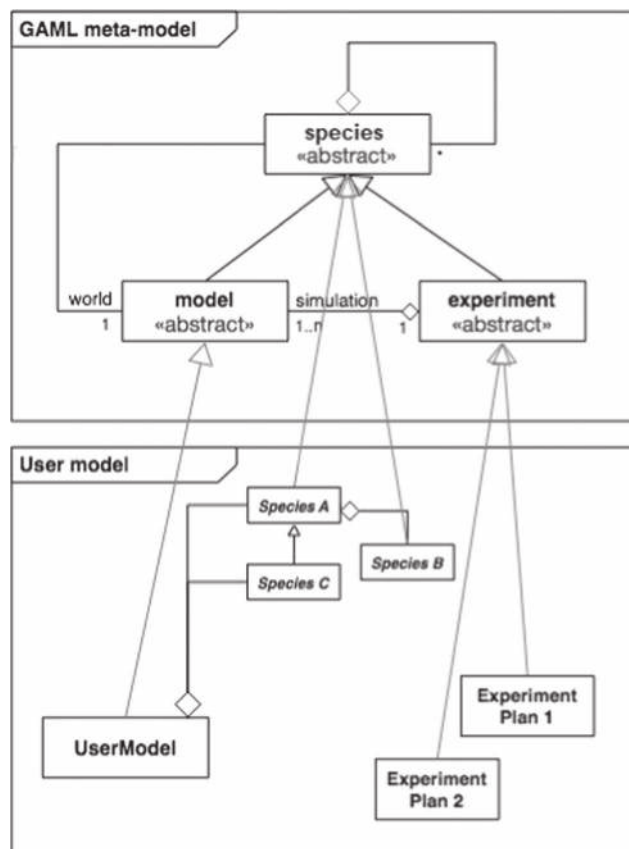 GAML meta-model
species
«abstract»
*
world
1
model
«abstract»
simulation
1..n
1
experiment
«abstract»
User model
Species A
Species B
Species C
UserModel
Experiment
Plan 1
Experiment
Plan 2